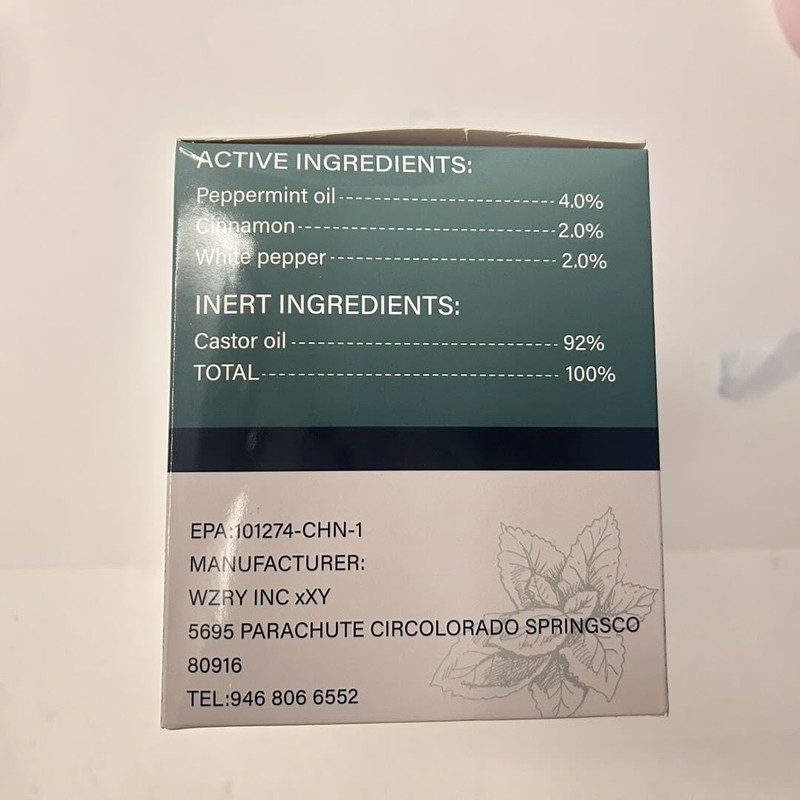 ACTIVE INGREDIENTS:
Peppermint oil 4.0%
Cinnamon 2.0%
White pepper 2.0%
INERT INGREDIENTS:
Castor oil 92%
TOTAL 100%
EPA:101274-CHN-1
MANUFACTURER:
WZRY INC xXY
5695 PARACHUTE CIRCOLORADO SPRINGSCO
80916
TEL:946 806 6552